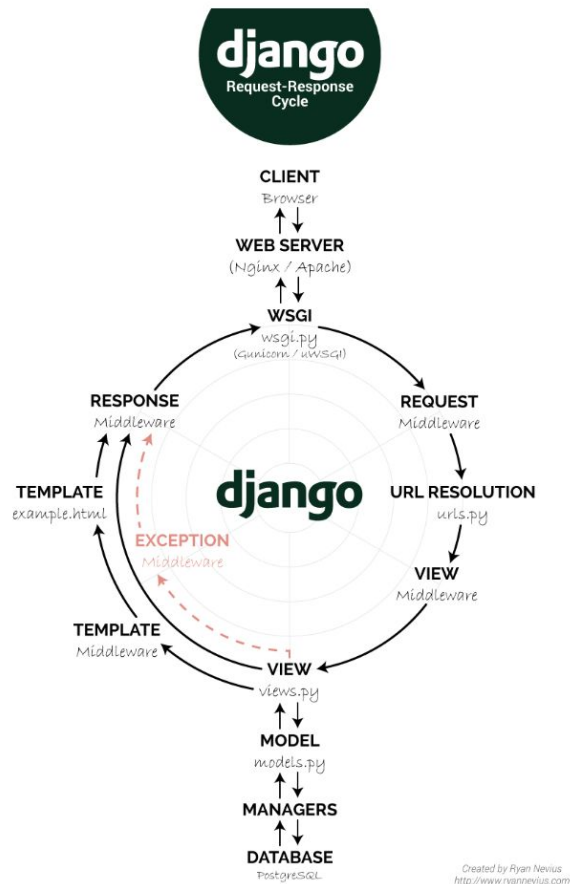 django
Request-Response
Cycle
CLIENT
Browser
WEB SERVER
(Nginx / Apache)
WSGI
wsgi.py
(Gunicorn / uWSGI)
RESPONSE
Middleware
REQUEST
Middleware
TEMPLATE
example.html
django
URL RESOLUTION
urls.py
EXCEPTION
Middleware
VIEW
Middleware
TEMPLATE
Middleware
VIEW
views.py
MODEL
models.py
MANAGERS
DATABASE
PostgreSQL
Created by Ryan Nevius
http://www.ryannevius.com